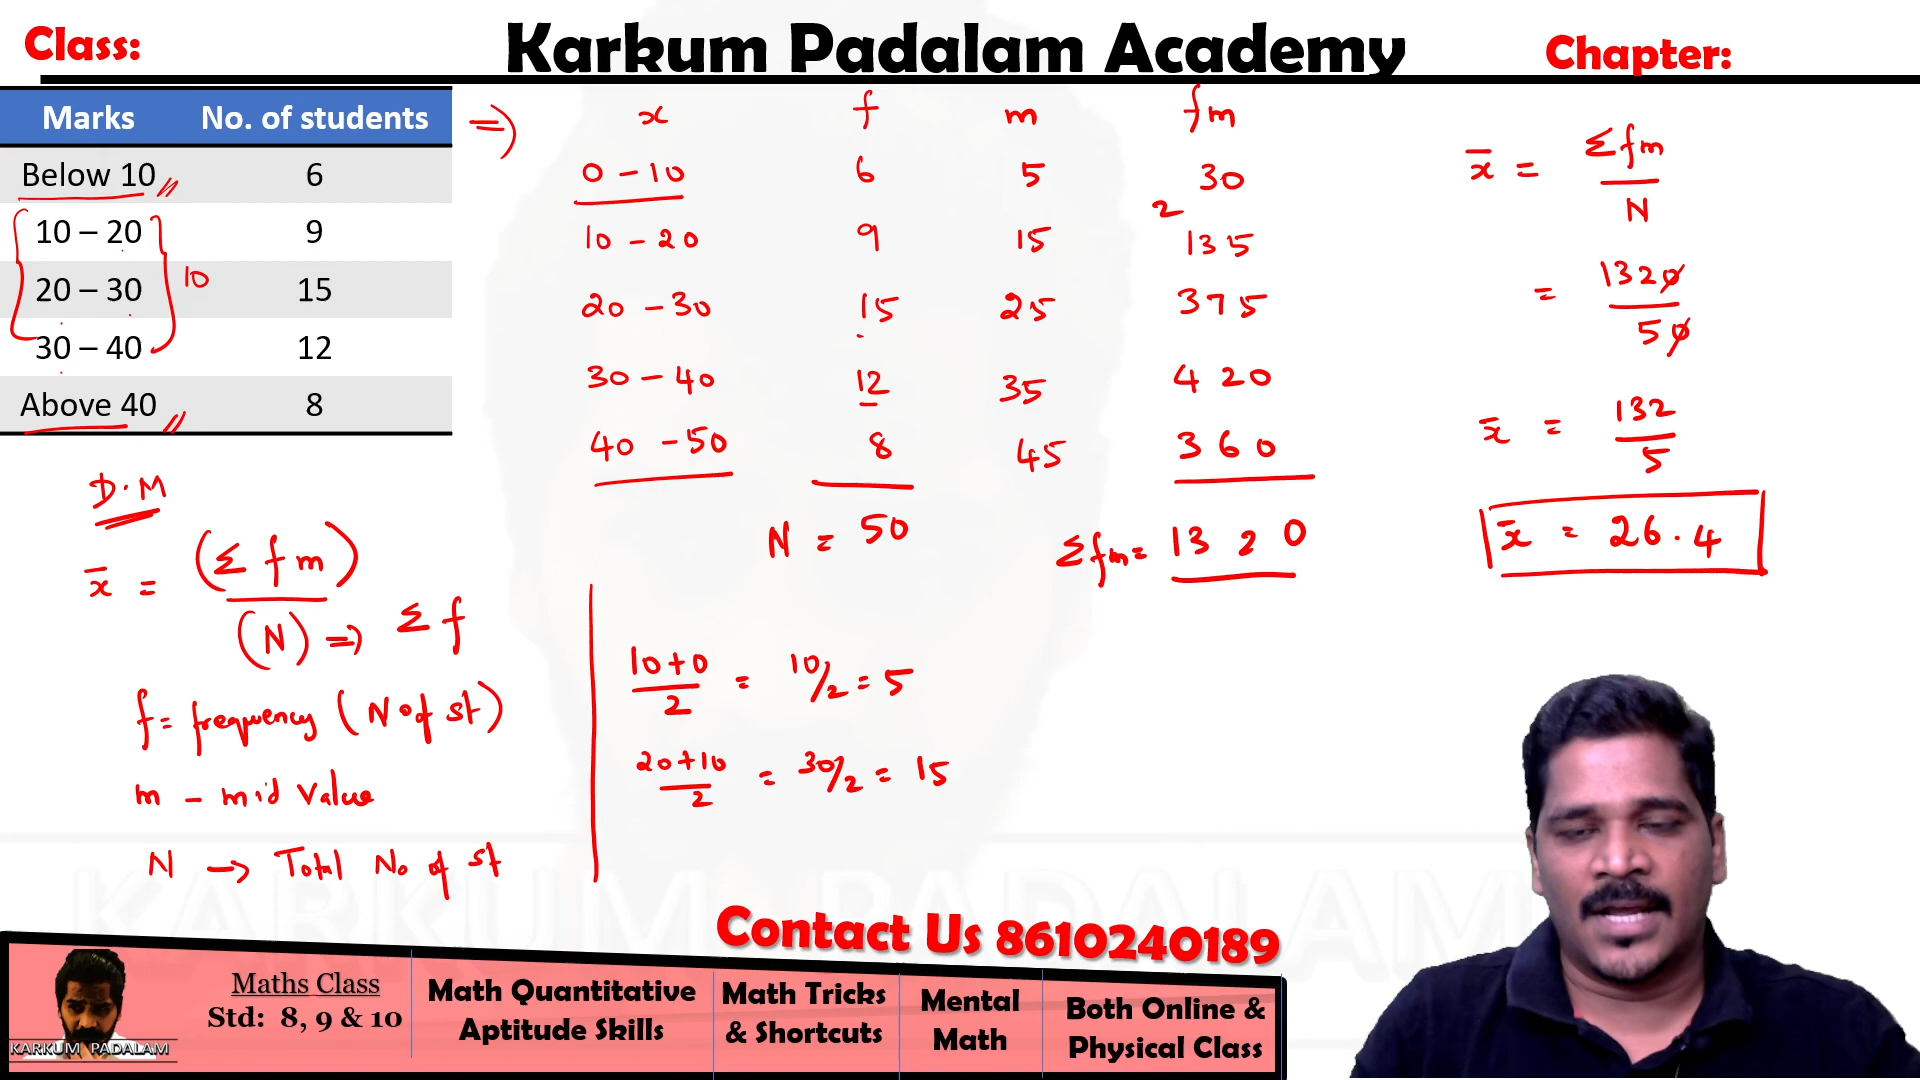 Class:
Karkum Padalam Academy
Chapter:
Marks No. of students
Below 10 6
10 – 20 9
20 – 30 15
30 – 40 12
Above 40 8
10
=> x f m fm
0 – 10 6 5 30
2
10 – 20 9 15 135
20 – 30 15 25 375
30 – 40 12 35 420
40 – 50 8 45 360
N = 50 Σfm = 1320
x̄ = Σfm / N
= 1320 / 50
x̄ = 132 / 5
x̄ = 26.4
D.M
x̄ = (Σfm) / (N) => Σf
f = frequency (No of st)
m – mid value
N → Total No of st
10+0 / 2 = 10/2 = 5
20+10 / 2 = 30/2 = 15
KARKUM PADALAM
Contact Us 8610240189
KARKUM PADALAM
Maths Class
Std: 8, 9 & 10
Math Quantitative
Aptitude Skills
Math Tricks
& Shortcuts
Mental
Math
Both Online &
Physical Class